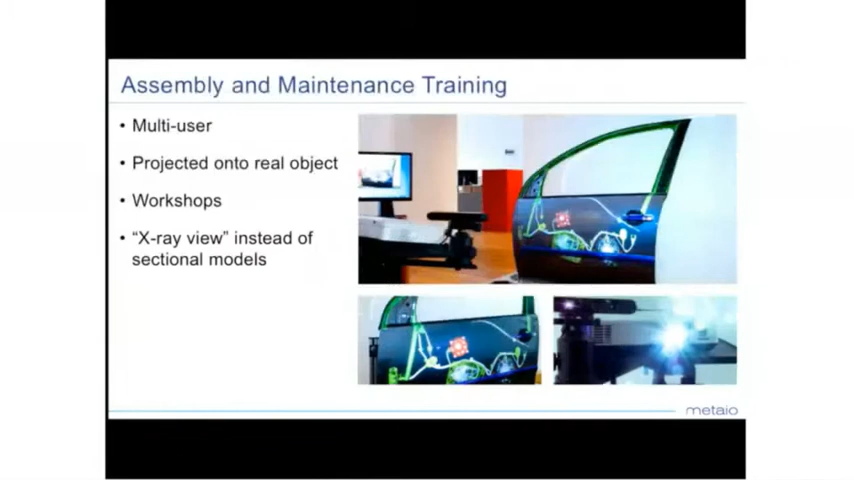 Assembly and Maintenance Training
• Multi-user
• Projected onto real object
• Workshops
• “X-ray view” instead of
sectional models
metaio